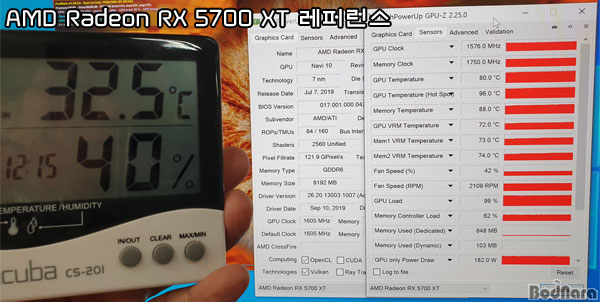 AMD Radeon RX 5700 XT 레퍼런스
32.5°C
12-15
40%
TEMPERATURE / HUMIDITY
IN/OUT CLEAR MAX/MIN
cuba CS-201
Graphics Card Sensors Advanced
Name AMD Radeon RX
GPU Navi 10
Technology 7 nm
Release Date Jul 7, 2019
BIOS Version 017.001.000.04
Subvendor AMD/ATI
ROPs/TMUs 64 / 160 Bus
Shaders 2560 Unified
Pixel Fillrate 121.9 GPixel/s
Memory Type GDDR6
Memory Size 8192 MB
Driver Version 26.20.13003.1007
Driver Date Sep 10, 2019
GPU Clock 1605 MHz Memory
Default Clock 1605 MHz Memory
AMD CrossFire
Computing OpenCL CUDA
Technologies Vulkan Ray
AMD Radeon RX 5700 XT
PowerUp GPU-Z 2.25.0
Graphics Card Sensors Advanced Validation
GPU Clock 1576.0 MHz
Memory Clock 1750.0 MHz
GPU Temperature 80.0 °C
GPU Temperature (Hot Spot) 96.0 °C
Memory Temperature 88.0 °C
GPU VRM Temperature 72.0 °C
Mem1 VRM Temperature 73.0 °C
Mem2 VRM Temperature 74.0 °C
Fan Speed (%) 42 %
Fan Speed (RPM) 2109 RPM
GPU Load 99 %
Memory Controller Load 62 %
Memory Used (Dedicated) 648 MB
Memory Used (Dynamic) 103 MB
GPU only Power Draw 182.0 W
Log to file Reset
AMD Radeon RX 5700 XT
BodNara